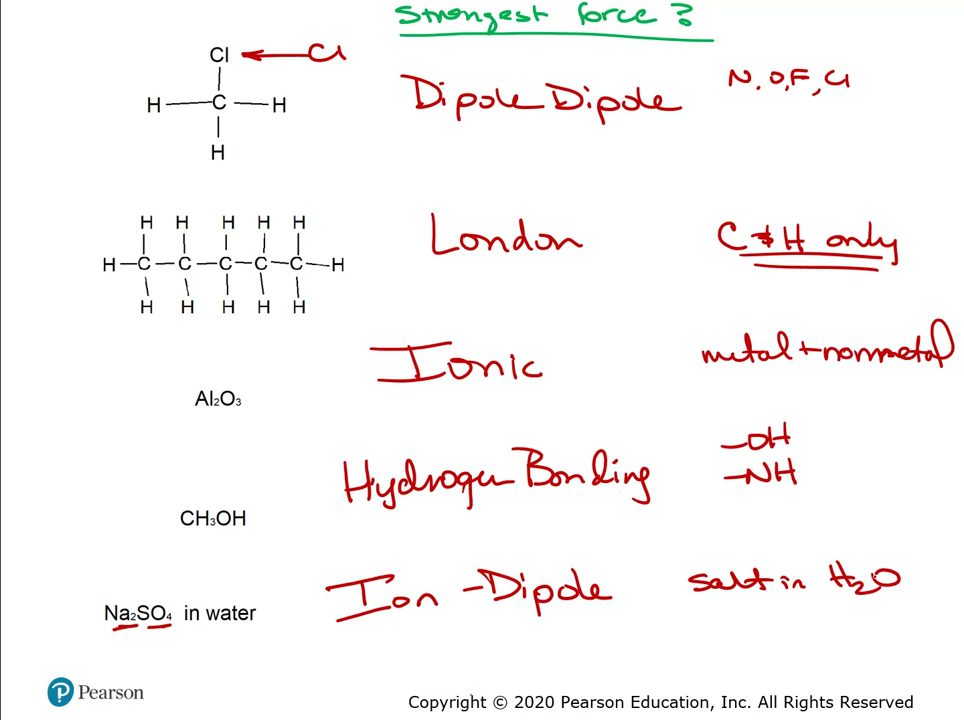 Strongest force ?
Cl ← Cl
H C H
H
Dipole Dipole N, O, F, Cl
H H H H H
H C C C C C H
H H H H H
London C & H only
Ionic metal + nonmetal
Al₂O₃
Hydrogen Bonding -OH
-NH
CH₃OH
Ion - Dipole salt in H₂O
Na₂SO₄ in water
Pearson
Copyright © 2020 Pearson Education, Inc. All Rights Reserved